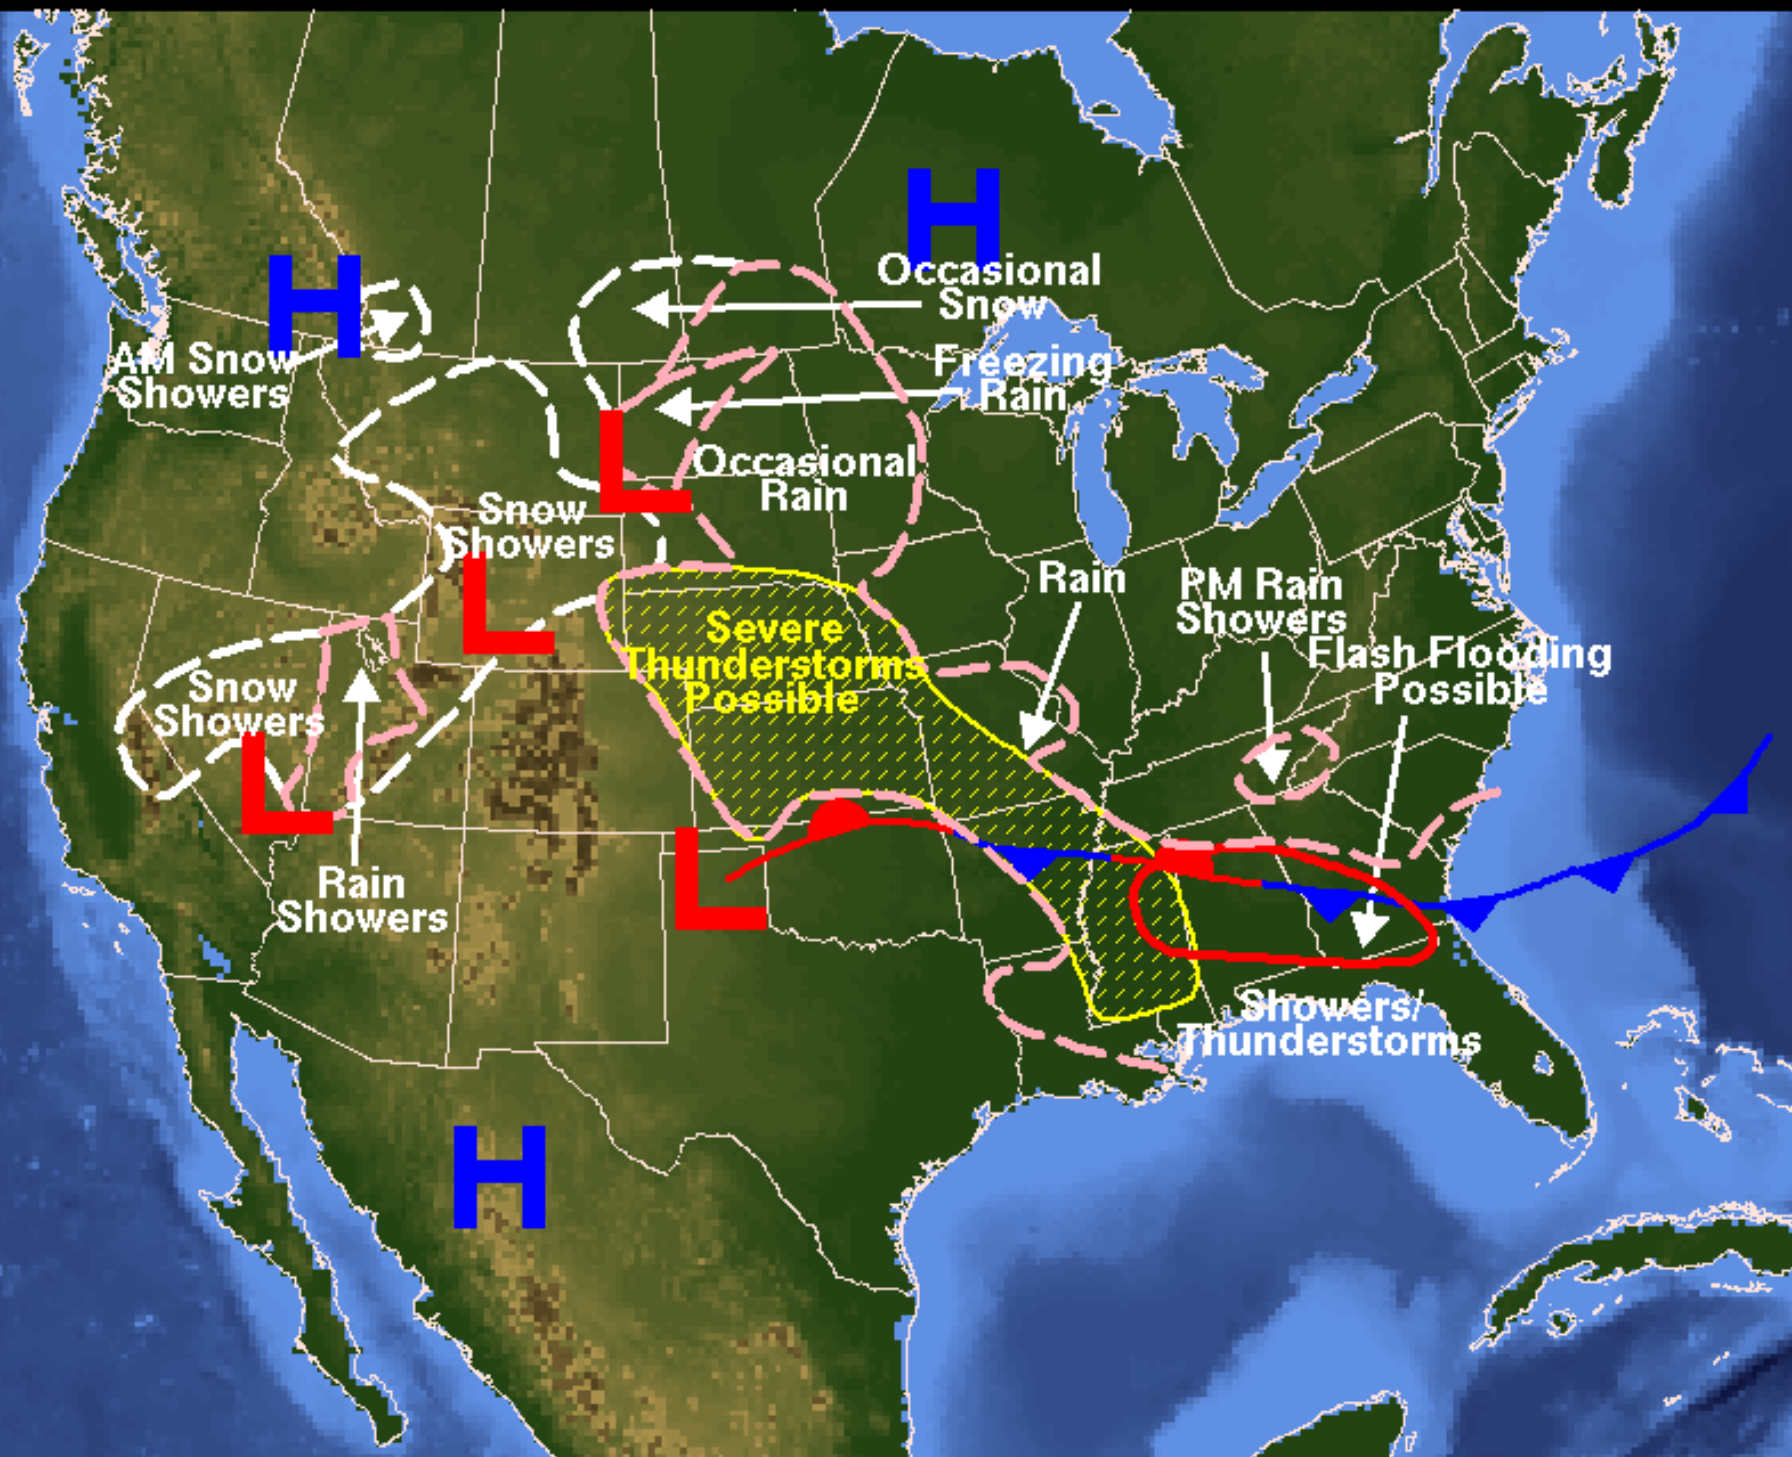 H
H
Occasional
Snow
AM Snow
Showers
Freezing
Rain
L
Occasional
Rain
Snow
Showers
L
Rain
PM Rain
Showers
Severe
Thunderstorms
Possible
Flash Flooding
Possible
Snow
Showers
L
L
Rain
Showers
Showers/
Thunderstorms
H